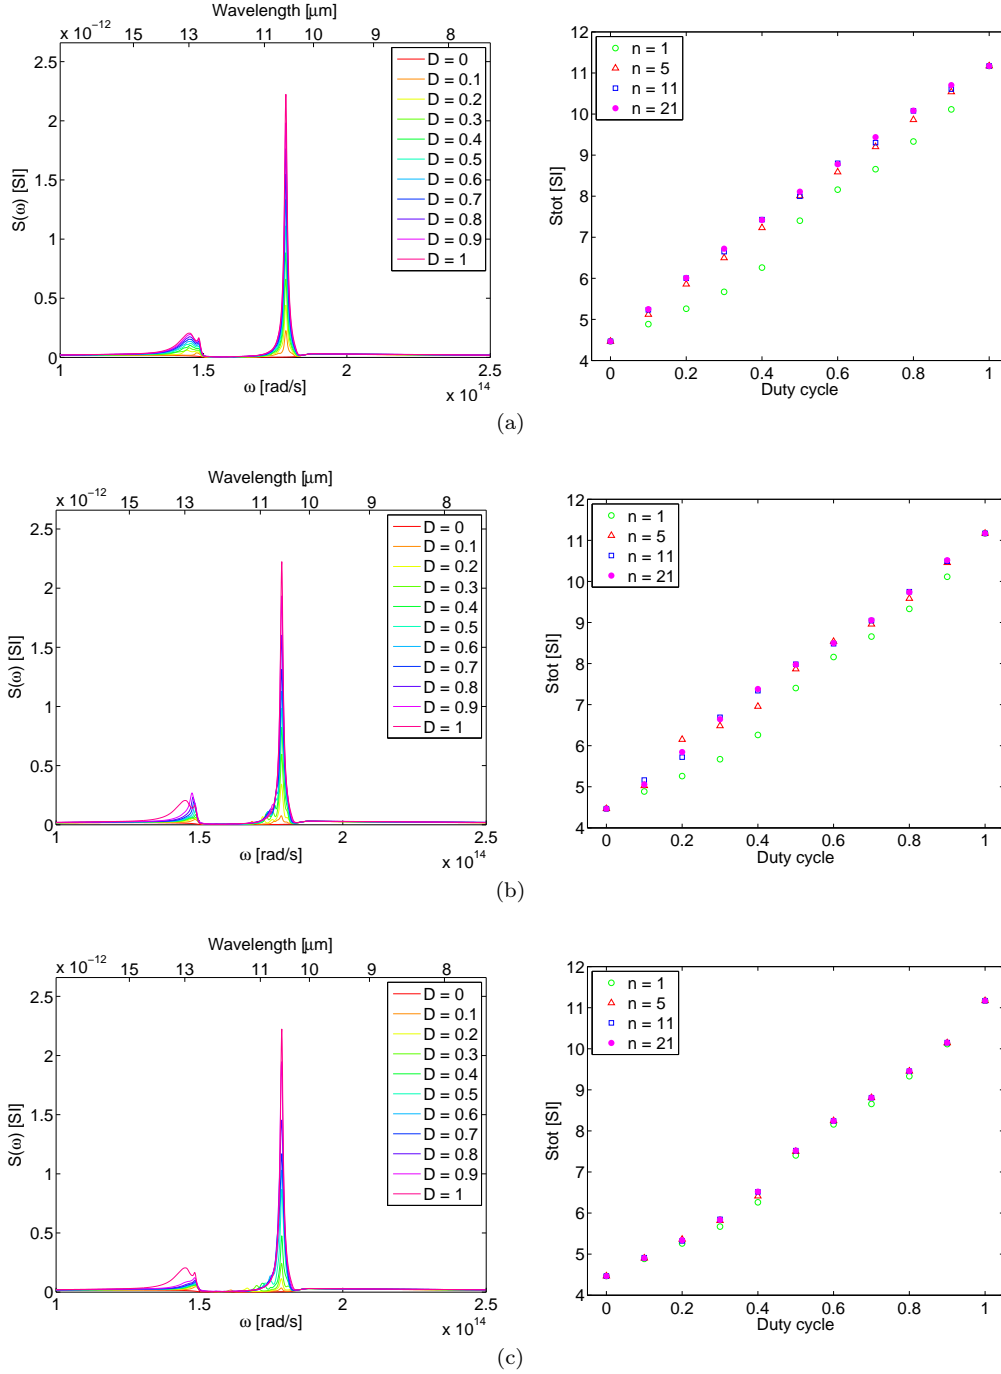 Wavelength [μm]
x 10⁻¹²
15 13 11 10 9 8
2.5
2
1.5
1
0.5
0
S(ω) [SI]
D = 0
D = 0.1
D = 0.2
D = 0.3
D = 0.4
D = 0.5
D = 0.6
D = 0.7
D = 0.8
D = 0.9
D = 1
1 1.5 2 2.5
ω [rad/s]
x 10¹⁴
12
11
10
9
8
7
6
5
4
Stot [SI]
n = 1
n = 5
n = 11
n = 21
0 0.2 0.4 0.6 0.8 1
Duty cycle
(a)
Wavelength [μm]
x 10⁻¹²
15 13 11 10 9 8
2.5
2
1.5
1
0.5
0
S(ω) [SI]
D = 0
D = 0.1
D = 0.2
D = 0.3
D = 0.4
D = 0.5
D = 0.6
D = 0.7
D = 0.8
D = 0.9
D = 1
1 1.5 2 2.5
ω [rad/s]
x 10¹⁴
12
11
10
9
8
7
6
5
4
Stot [SI]
n = 1
n = 5
n = 11
n = 21
0 0.2 0.4 0.6 0.8 1
Duty cycle
(b)
Wavelength [μm]
x 10⁻¹²
15 13 11 10 9 8
2.5
2
1.5
1
0.5
0
S(ω) [SI]
D = 0
D = 0.1
D = 0.2
D = 0.3
D = 0.4
D = 0.5
D = 0.6
D = 0.7
D = 0.8
D = 0.9
D = 1
1 1.5 2 2.5
ω [rad/s]
x 10¹⁴
12
11
10
9
8
7
6
5
4
Stot [SI]
n = 1
n = 5
n = 11
n = 21
0 0.2 0.4 0.6 0.8 1
Duty cycle
(c)